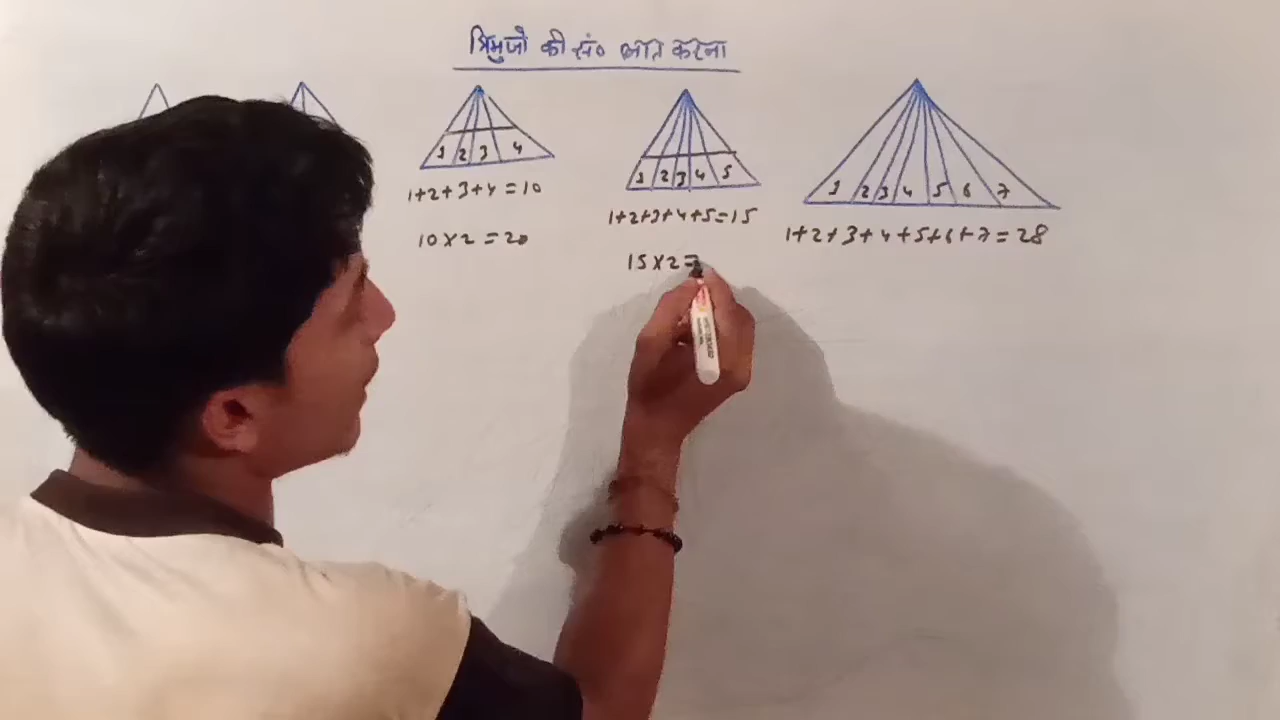 त्रिभुजो की सं० ज्ञात करना
1 2 3 4
1+2+3+4=10
10×2=20
1 2 3 4 5
1+2+3+4+5=15
15×2=
1 2 3 4 5 6 7
1+2+3+4+5+6+7=28